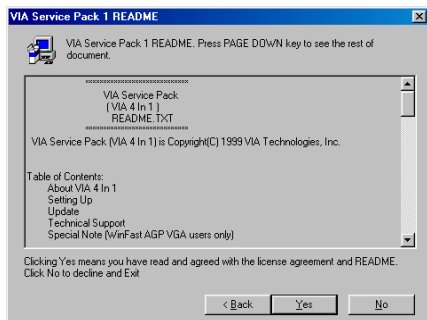 VIA Service Pack 1 README
VIA Service Pack 1 README. Press PAGE DOWN key to see the rest of
document.
xxxxxxxxxxxxxxxxxxxxxxxxxxxxx
VIA Service Pack
( VIA 4 In 1 )
README.TXT
xxxxxxxxxxxxxxxxxxxxxxxxxxxxx
VIA Service Pack (VIA 4 In 1) is Copyright(C) 1999 VIA Technologies, Inc.
Table of Contents:
About VIA 4 In 1
Setting Up
Update
Technical Support
Special Note (WinFast AGP VGA users only)
Clicking Yes means you have read and agreed with the license agreement and README.
Click No to decline and Exit
< Back
Yes
No